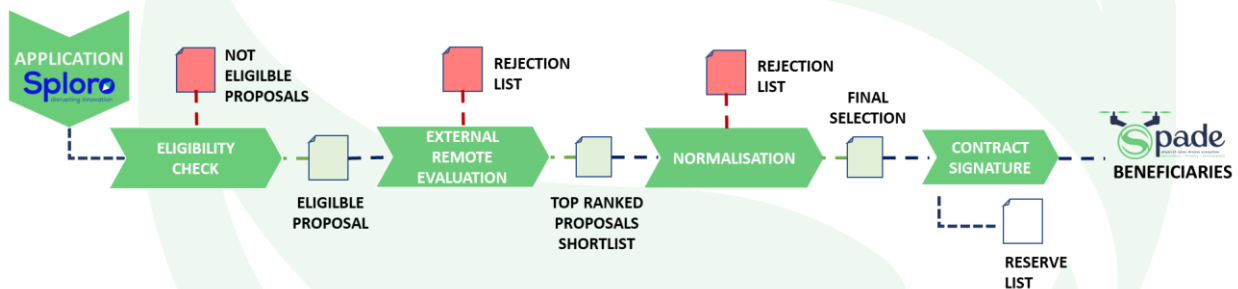 APPLICATION
Sploro
disrupting innovation
NOT
ELIGILBLE
PROPOSALS
ELIGIBILITY
CHECK
ELIGILBLE
PROPOSAL
REJECTION
LIST
EXTERNAL
REMOTE
EVALUATION
TOP RANKED
PROPOSALS
SHORTLIST
REJECTION
LIST
NORMALISATION
FINAL
SELECTION
CONTRACT
SIGNATURE
RESERVE
LIST
Spade
BENEFICIARIES